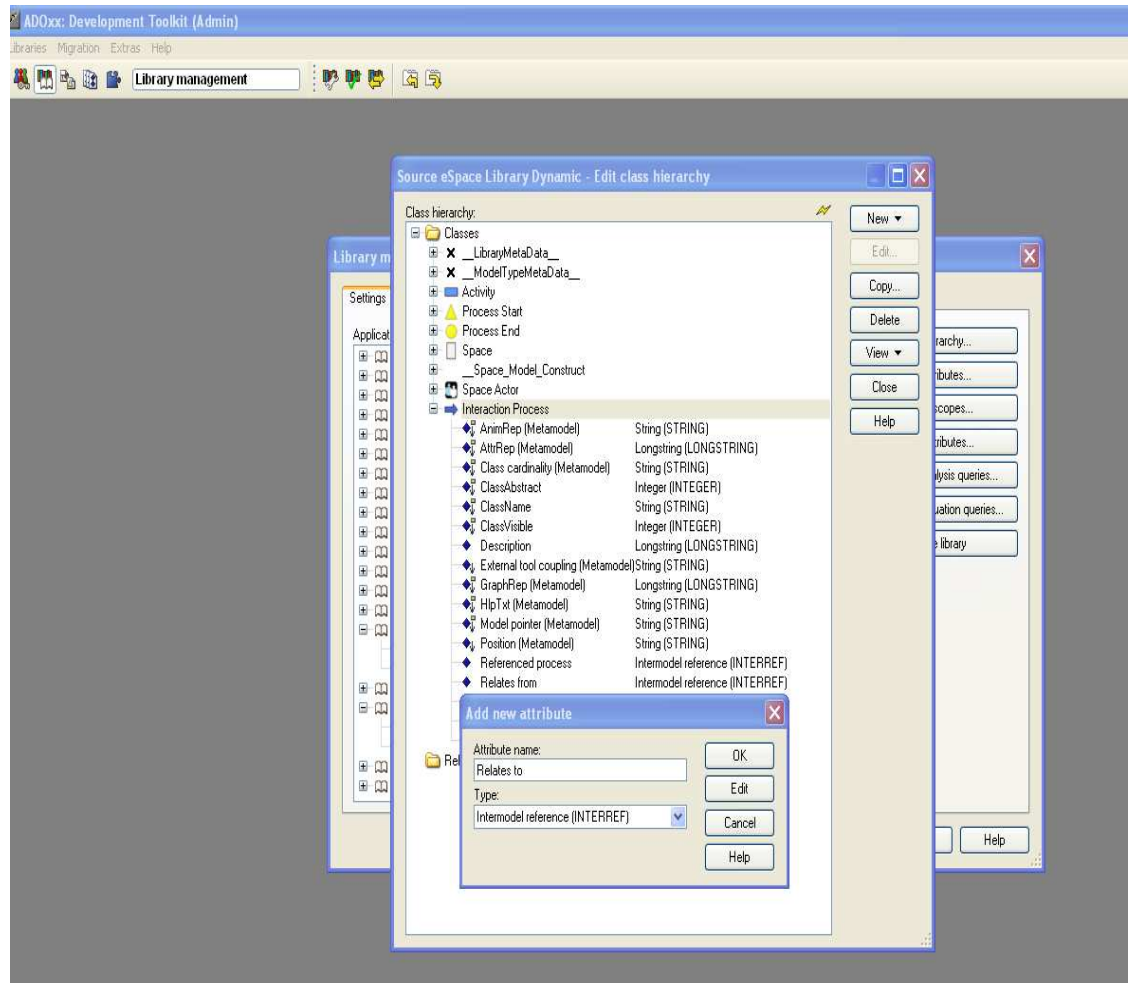 ADOxx: Development Toolkit (Admin)
Libraries Migration Extras Help
Library management
Source eSpace Library Dynamic - Edit class hierarchy
Class hierarchy:
Classes
__LibraryMetaData__
__ModelTypeMetaData__
Activity
Process Start
Process End
Space
__Space_Model_Construct
Space Actor
Interaction Process
AnimRep (Metamodel) String (STRING)
AttrRep (Metamodel) Longstring (LONGSTRING)
Class cardinality (Metamodel) String (STRING)
ClassAbstract Integer (INTEGER)
ClassName String (STRING)
ClassVisible Integer (INTEGER)
Description Longstring (LONGSTRING)
External tool coupling (Metamodel)String (STRING)
GraphRep (Metamodel) Longstring (LONGSTRING)
HlpTxt (Metamodel) String (STRING)
Model pointer (Metamodel) String (STRING)
Position (Metamodel) String (STRING)
Referenced process Intermodel reference (INTERREF)
Relates from Intermodel reference (INTERREF)
Rel
New
Edit...
Copy...
Delete
View
Close
Help
Add new attribute
Attribute name:
Relates to
Type:
Intermodel reference (INTERREF)
OK
Edit
Cancel
Help
Library m
Settings
Applicat
rarchy...
ributes...
scopes...
ributes...
lysis queries...
uation queries...
e library
Help